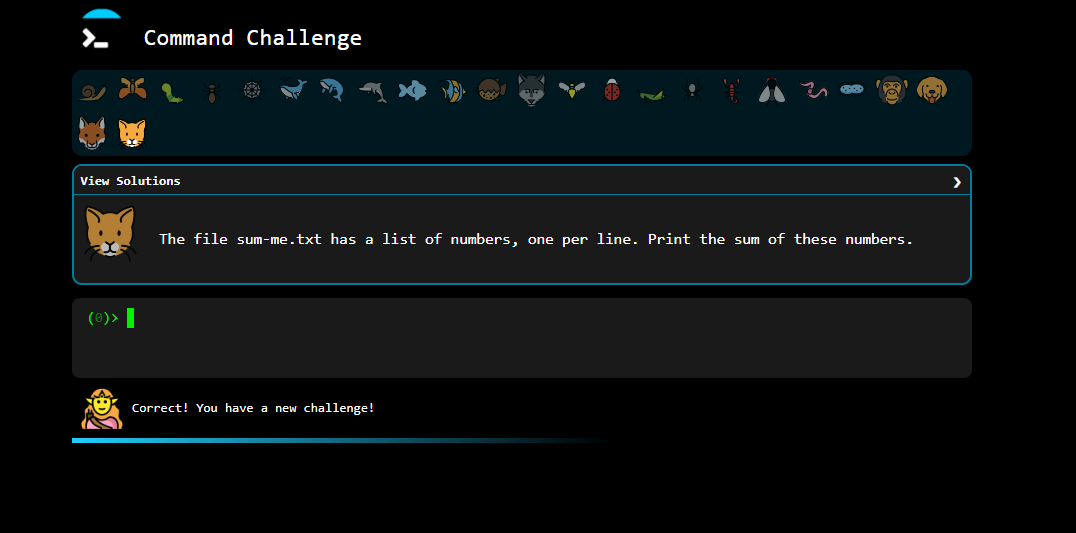 Command Challenge
View Solutions
The file sum-me.txt has a list of numbers, one per line. Print the sum of these numbers.
(0)>
Correct! You have a new challenge!